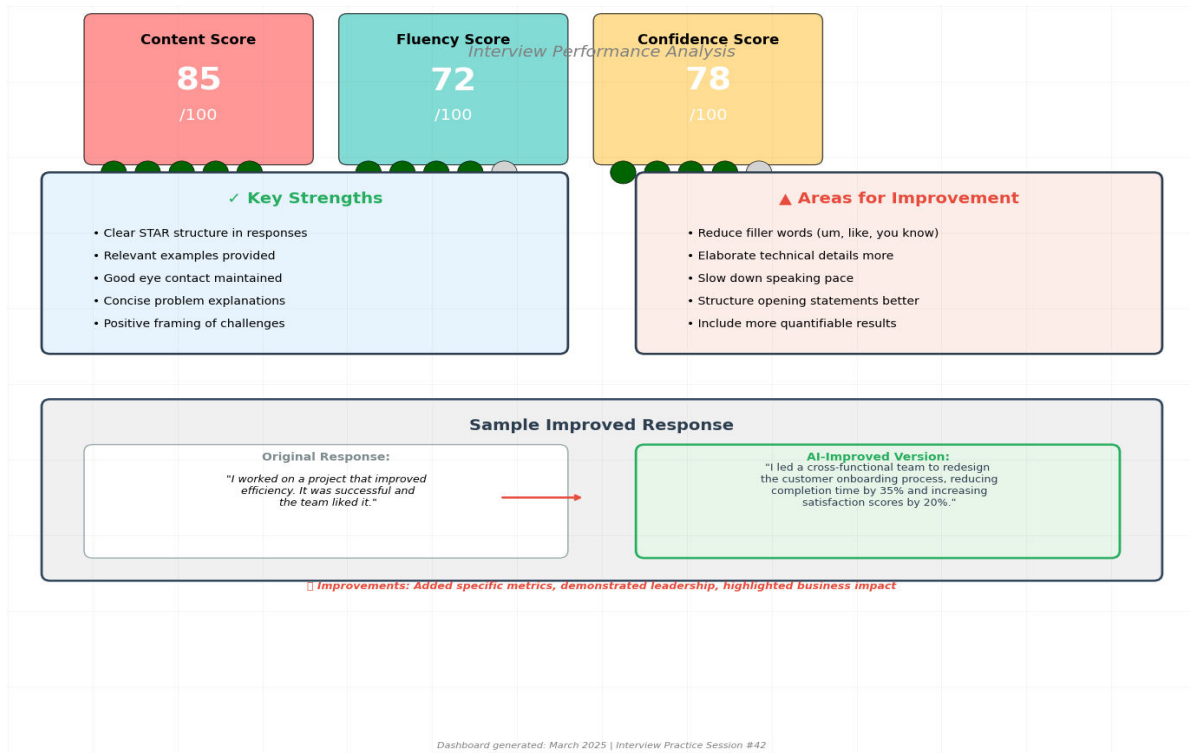 Interview Performance Analysis
Content Score
85
/100
Fluency Score
72
/100
Confidence Score
78
/100
✓ Key Strengths
• Clear STAR structure in responses
• Relevant examples provided
• Good eye contact maintained
• Concise problem explanations
• Positive framing of challenges
▲ Areas for Improvement
• Reduce filler words (um, like, you know)
• Elaborate technical details more
• Slow down speaking pace
• Structure opening statements better
• Include more quantifiable results
Sample Improved Response
Original Response:
"I worked on a project that improved
efficiency. It was successful and
the team liked it."
AI-Improved Version:
"I led a cross-functional team to redesign
the customer onboarding process, reducing
completion time by 35% and increasing
satisfaction scores by 20%."
Improvements: Added specific metrics, demonstrated leadership, highlighted business impact
Dashboard generated: March 2025 | Interview Practice Session #42